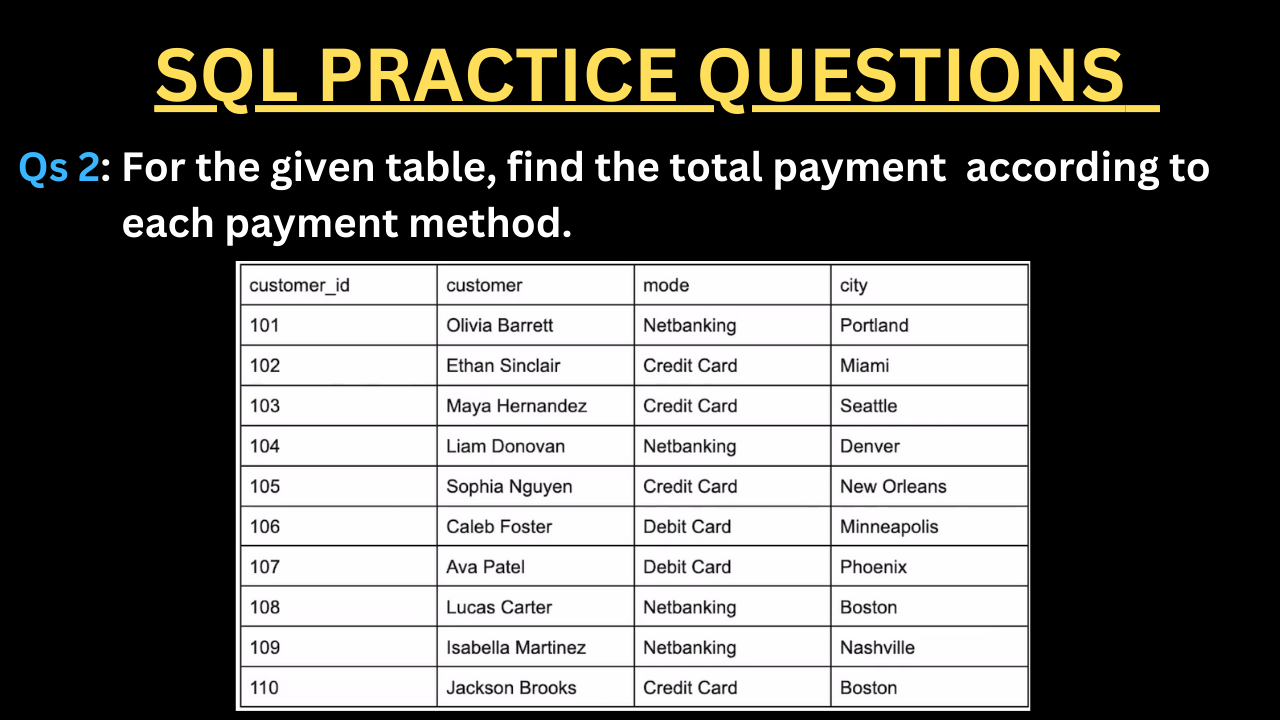 SQL PRACTICE QUESTIONS
Qs 2: For the given table, find the total payment according to
each payment method.
customer_id customer mode city
101 Olivia Barrett Netbanking Portland
102 Ethan Sinclair Credit Card Miami
103 Maya Hernandez Credit Card Seattle
104 Liam Donovan Netbanking Denver
105 Sophia Nguyen Credit Card New Orleans
106 Caleb Foster Debit Card Minneapolis
107 Ava Patel Debit Card Phoenix
108 Lucas Carter Netbanking Boston
109 Isabella Martinez Netbanking Nashville
110 Jackson Brooks Credit Card Boston